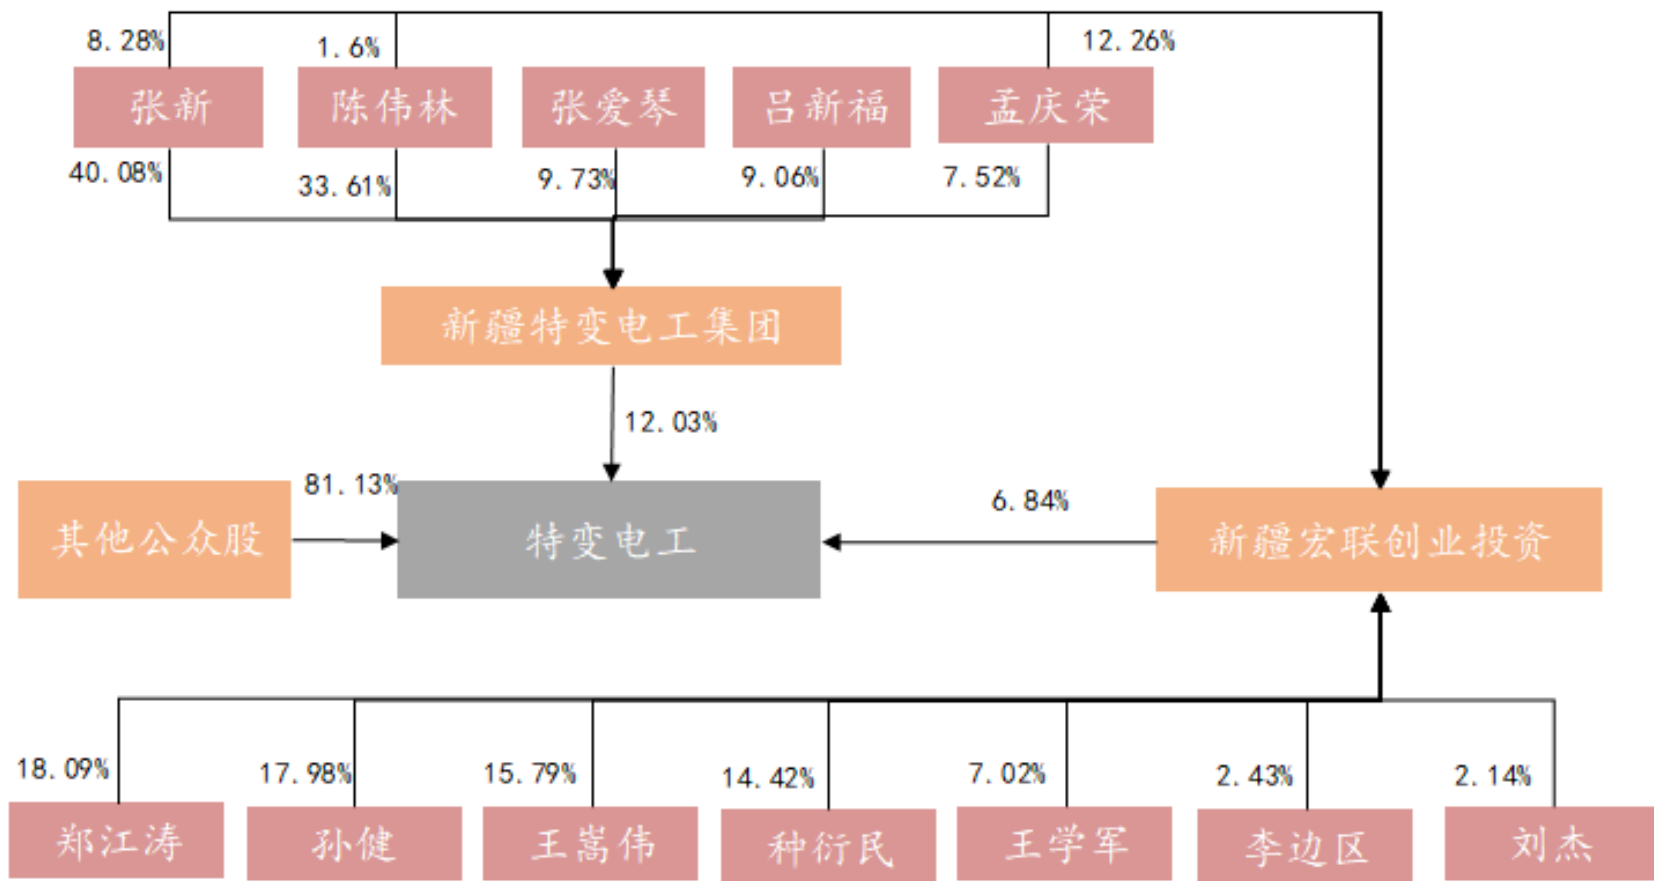 8.28%
1.6%
12.26%
张新
陈伟林
张爱琴
吕新福
孟庆荣
40.08%
33.61%
9.73%
9.06%
7.52%
新疆特变电工集团
12.03%
81.13%
6.84%
其他公众股
特变电工
新疆宏联创业投资
18.09%
17.98%
15.79%
14.42%
7.02%
2.43%
2.14%
郑江涛
孙健
王嵩伟
种衍民
王学军
李边区
刘杰